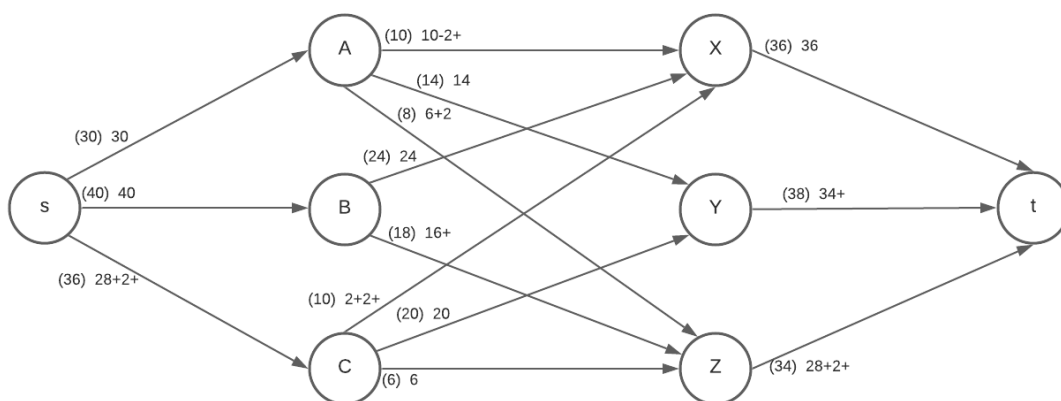 A
(10) 10-2+
X
(36) 36
(14) 14
(8) 6+2
(30) 30
(24) 24
s
(40) 40
B
Y
(38) 34+
t
(18) 16+
(36) 28+2+
(10) 2+2+
(20) 20
C
(6) 6
Z
(34) 28+2+